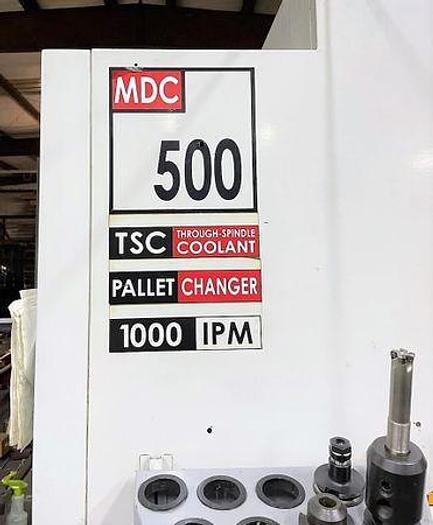 MDC
500
TSC THROUGH-SPINDLE COOLANT
PALLET CHANGER
1000 IPM